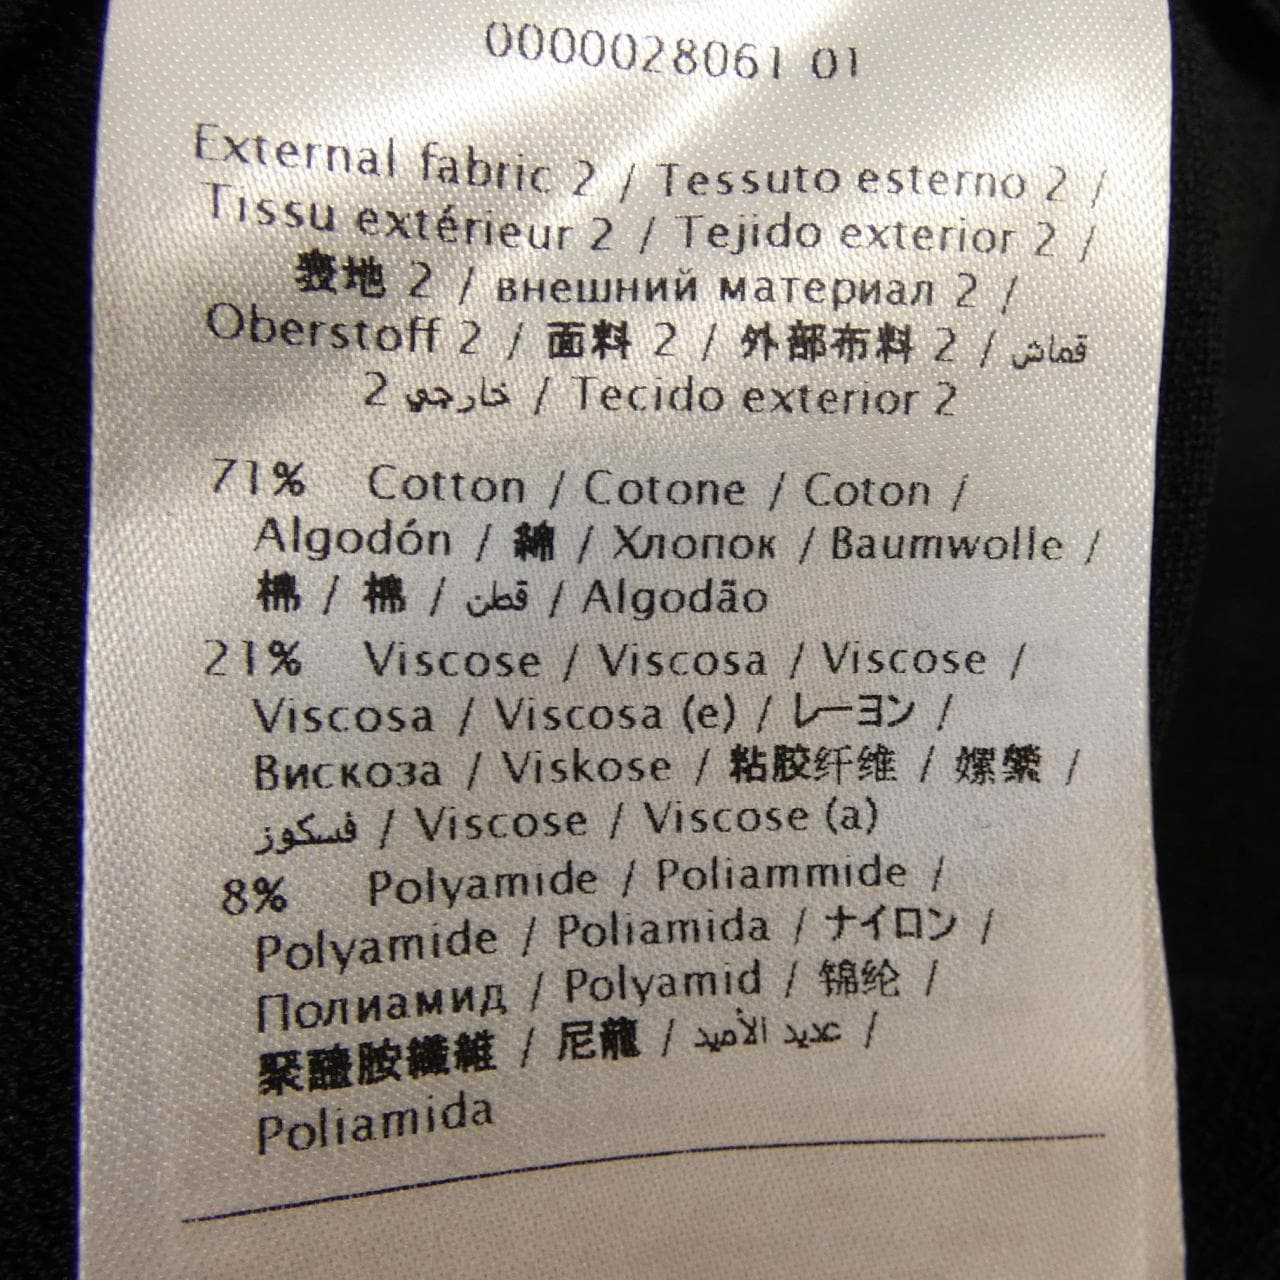 0000028061 01
External fabric 2 / Tessuto esterno 2 /
Tissu extérieur 2 / Tejido exterior 2 /
表地 2 / внешний материал 2 /
Oberstoff 2 / 面料 2 / 外部布料 2 / قماش
خارجي 2 / Tecido exterior 2
71% Cotton / Cotone / Coton /
Algodón / 綿 / Хлопок / Baumwolle /
棉 / 棉 / قطن / Algodão
21% Viscose / Viscosa / Viscose /
Viscosa / Viscosa (e) / レーヨン /
Вискоза / Viskose / 粘胶纤维 / 嫘縈 /
فسكوز / Viscose / Viscose (a)
8% Polyamide / Poliammide /
Polyamide / Poliamida / ナイロン /
Полиамид / Polyamid / 锦纶 /
聚醯胺纖維 / 尼龍 / عديد الأميد /
Poliamida